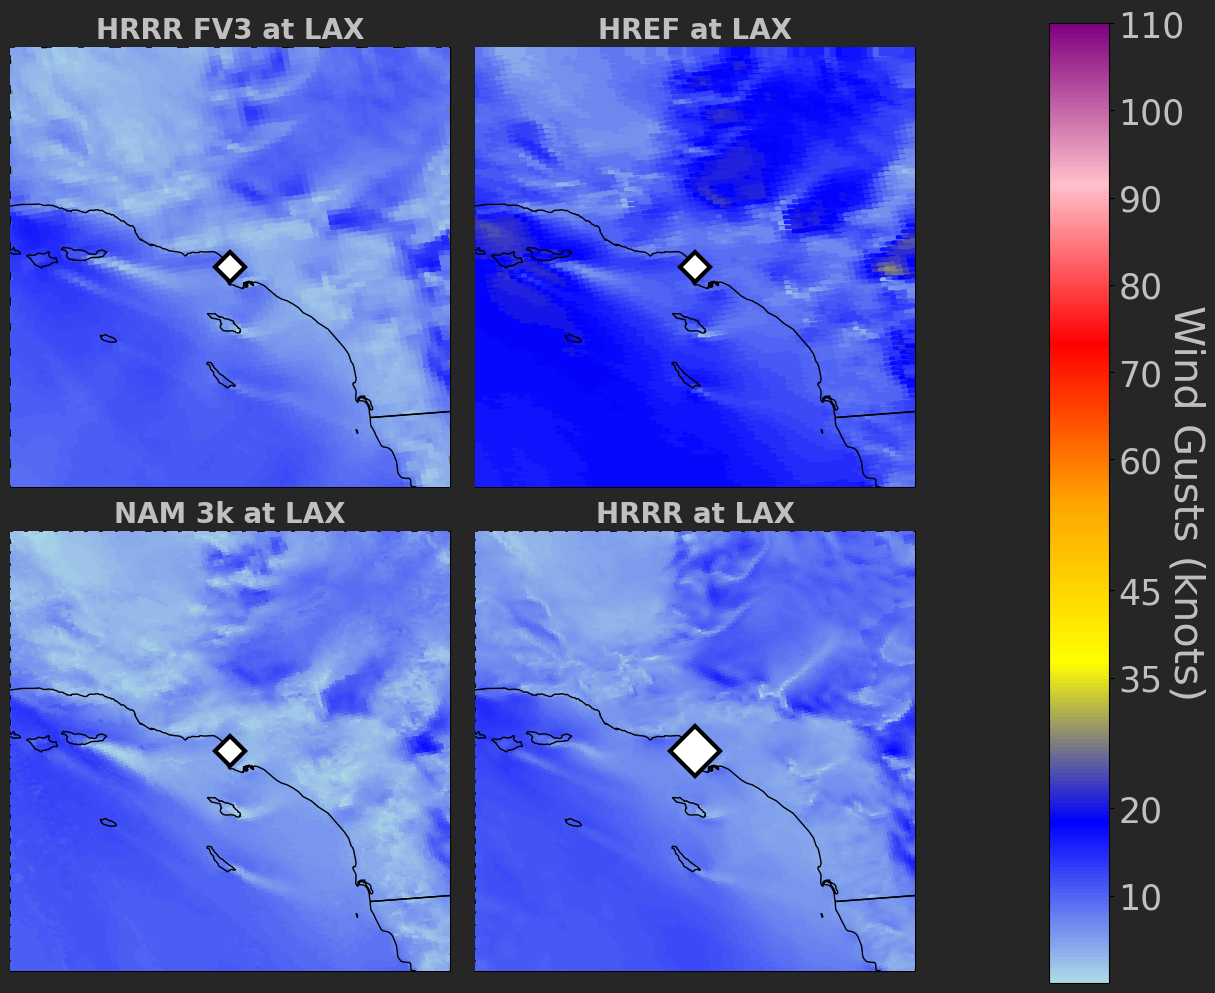 HRRR FV3 at LAX
HREF at LAX
NAM 3k at LAX
HRRR at LAX
110
100
90
80
70
60
45
35
20
10
Wind Gusts (knots)